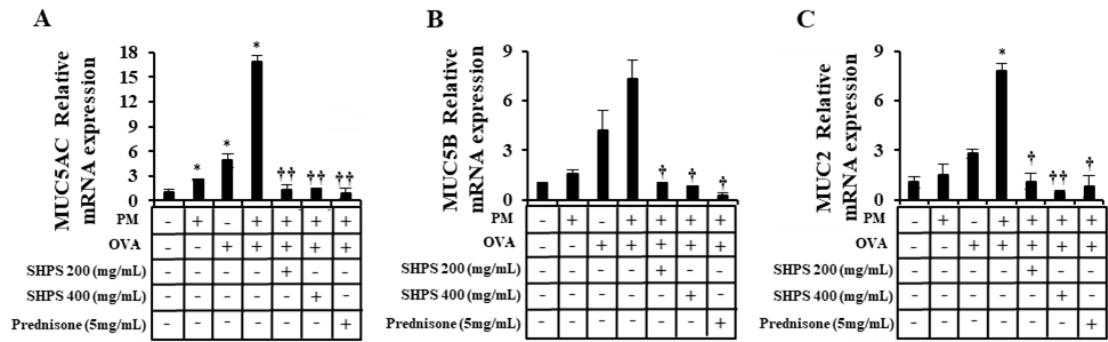 A
MUC5AC Relative
mRNA expression
18
15
12
9
6
3
0
* * * †† †† ††
PM - + - + + + +
OVA - - + + + + +
SHPS 200 (mg/mL) - - - - + - -
SHPS 400 (mg/mL) - - - - - + -
Prednisone (5mg/mL) - - - - - - +
B
MUC5B Relative
mRNA expression
9
6
3
0
† † †
PM - + - + + + +
OVA - - + + + + +
SHPS 200 (mg/mL) - - - - + - -
SHPS 400 (mg/mL) - - - - - + -
Prednisone (5mg/mL) - - - - - - +
C
MUC2 Relative
mRNA expression
9
6
3
0
* † †† †
PM - + - + + + +
OVA - - + + + + +
SHPS 200 (mg/mL) - - - - + - -
SHPS 400 (mg/mL) - - - - - + -
Prednisone (5mg/mL) - - - - - - +